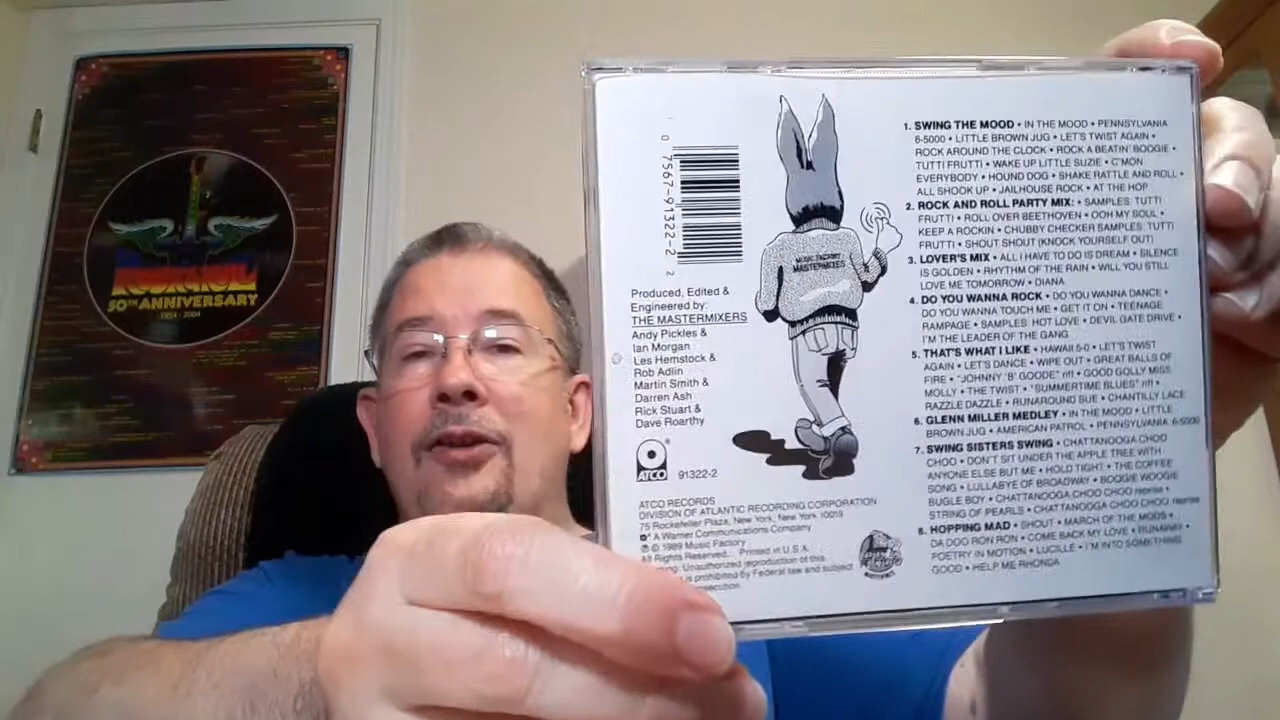 ROCK N ROLL
50TH ANNIVERSARY
1954 - 2004
0 7567-91322-2 2
MUSIC FACTORY
MASTERMIXES
Produced, Edited &
Engineered by:
THE MASTERMIXERS
Andy Pickles &
Ian Morgan
Les Hemstock &
Rob Adlin
Martin Smith &
Darren Ash
Rick Stuart &
Dave Roarthy
ATCO
91322-2
ATCO RECORDS
DIVISION OF ATLANTIC RECORDING CORPORATION
75 Rockefeller Plaza, New York, New York, 10019
A Warner Communications Company
℗ © 1989 Music Factory
All Rights Reserved. Printed in U.S.A.
Unauthorized reproduction of this
is prohibited by Federal law and subject
1. SWING THE MOOD • IN THE MOOD • PENNSYLVANIA
6-5000 • LITTLE BROWN JUG • LET'S TWIST AGAIN •
ROCK AROUND THE CLOCK • ROCK A BEATIN' BOOGIE •
TUTTI FRUTTI • WAKE UP LITTLE SUZIE • C'MON
EVERYBODY • HOUND DOG • SHAKE RATTLE AND ROLL •
ALL SHOOK UP • JAILHOUSE ROCK • AT THE HOP
2. ROCK AND ROLL PARTY MIX: • SAMPLES: TUTTI
FRUTTI • ROLL OVER BEETHOVEN • OOH MY SOUL •
KEEP A ROCKIN • CHUBBY CHECKER SAMPLES: TUTTI
FRUTTI • SHOUT SHOUT (KNOCK YOURSELF OUT)
3. LOVER'S MIX • ALL I HAVE TO DO IS DREAM • SILENCE
IS GOLDEN • RHYTHM OF THE RAIN • WILL YOU STILL
LOVE ME TOMORROW • DIANA
4. DO YOU WANNA ROCK • DO YOU WANNA DANCE •
DO YOU WANNA TOUCH ME • GET IT ON • TEENAGE
RAMPAGE • SAMPLES: HOT LOVE • DEVIL GATE DRIVE •
I'M THE LEADER OF THE GANG
5. THAT'S WHAT I LIKE • HAWAII 5-0 • LET'S TWIST
AGAIN • LET'S DANCE • WIPE OUT • GREAT BALLS OF
FIRE • "JOHNNY 'B' GOODE" riff • GOOD GOLLY MISS
MOLLY • THE TWIST • "SUMMERTIME BLUES" riff •
RAZZLE DAZZLE • RUNAROUND SUE • CHANTILLY LACE
6. GLENN MILLER MEDLEY • IN THE MOOD • LITTLE
BROWN JUG • AMERICAN PATROL • PENNSYLVANIA 6-5000
7. SWING SISTERS SWING • CHATTANOOGA CHOO
CHOO • DON'T SIT UNDER THE APPLE TREE WITH
ANYONE ELSE BUT ME • HOLD TIGHT • THE COFFEE
SONG • LULLABYE OF BROADWAY • BOOGIE WOOGIE
BUGLE BOY • CHATTANOOGA CHOO CHOO reprise •
STRING OF PEARLS • CHATTANOOGA CHOO CHOO reprise
8. HOPPING MAD • SHOUT • MARCH OF THE MODS •
DA DOO RON RON • COME BACK MY LOVE • RUNAWAY •
POETRY IN MOTION • LUCILLE • I'M INTO SOMETHING
GOOD • HELP ME RHONDA